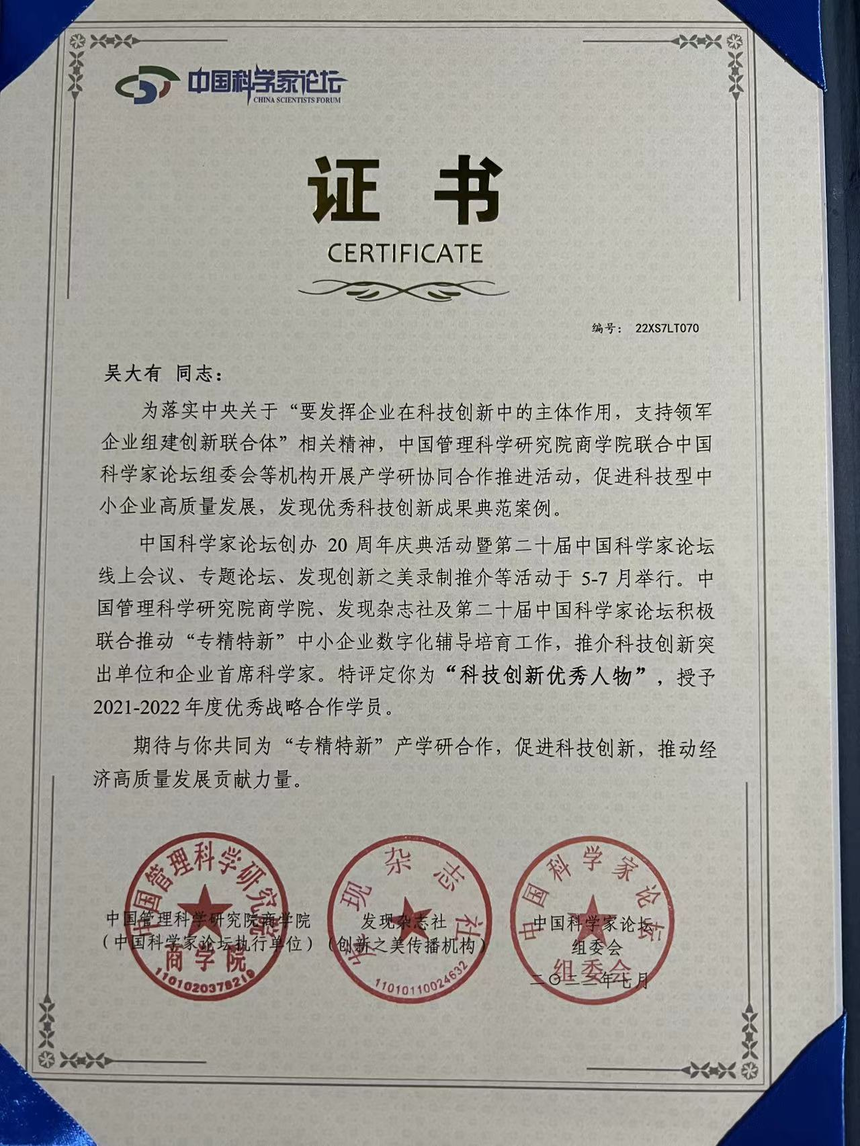 中国科学家论坛
CHINA SCIENTISTS FORUM
证 书
CERTIFICATE
编号： 22XS7LT070
吴大有 同志：
为落实中央关于“要发挥企业在科技创新中的主体作用，支持领军
企业组建创新联合体”相关精神，中国管理科学研究院商学院联合中国
科学家论坛组委会等机构开展产学研协同合作推进活动，促进科技型中
小企业高质量发展，发现优秀科技创新成果典范案例。
中国科学家论坛创办 20 周年庆典活动暨第二十届中国科学家论坛
线上会议、专题论坛、发现创新之美录制推介等活动于 5-7 月举行。中
国管理科学研究院商学院、发现杂志社及第二十届中国科学家论坛积极
联合推动“专精特新”中小企业数字化辅导培育工作，推介科技创新突
出单位和企业首席科学家。特评定你为“科技创新优秀人物”，授予
2021-2022 年度优秀战略合作学员。
期待与你共同为“专精特新”产学研合作，促进科技创新，推动经
济高质量发展贡献力量。
中国管理科学研究院商学院 发现杂志社 中国科学家论坛
（中国科学家论坛执行单位）（创新之美传播机构） 组委会
二〇二二年七月
中国管理科学研究院
商学院
1101020378219
发现杂志社
11010110024632
中国科学家论坛
组委会